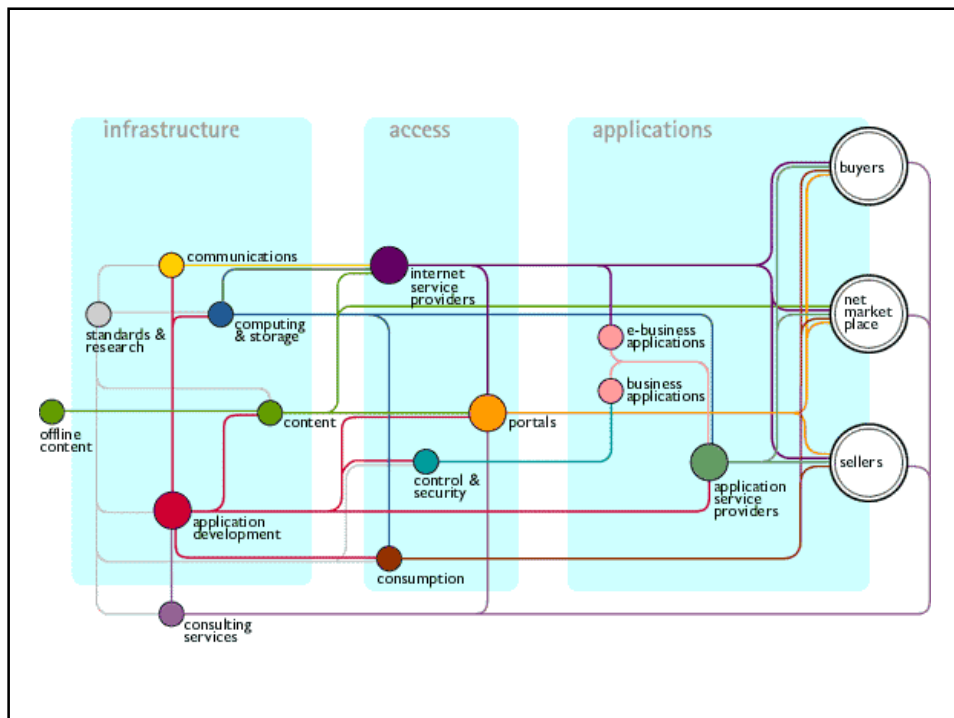 infrastructure
access
applications
buyers
communications
internet
service
providers
net
market
place
standards &
research
computing
& storage
e-business
applications
business
applications
offline
content
content
portals
sellers
control &
security
application
service
providers
application
development
consumption
consulting
services